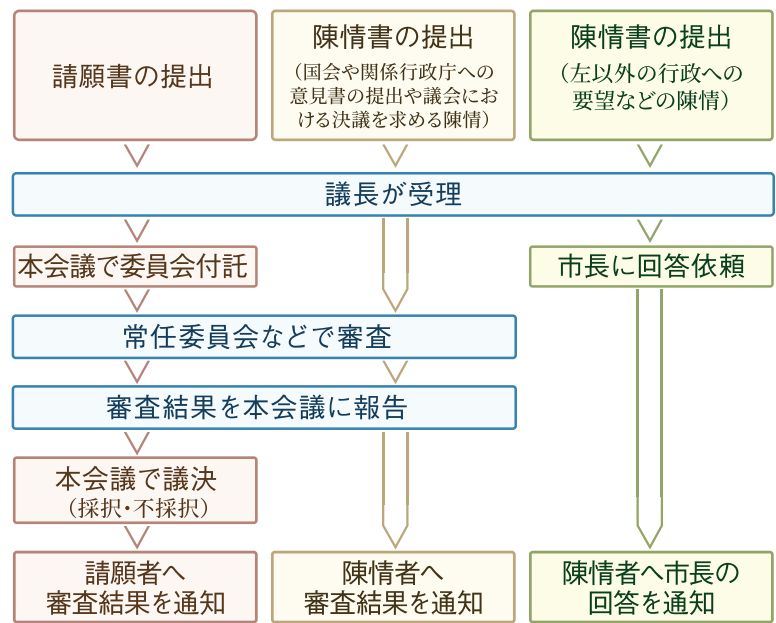 請願書の提出
陳情書の提出
（国会や関係行政庁への
意見書の提出や議会にお
ける決議を求める陳情）
陳情書の提出
（左以外の行政への
要望などの陳情）
議長が受理
本会議で委員会付託
市長に回答依頼
常任委員会などで審査
審査結果を本会議に報告
本会議で議決
（採択・不採択）
請願者へ
審査結果を通知
陳情者へ
審査結果を通知
陳情者へ市長の
回答を通知